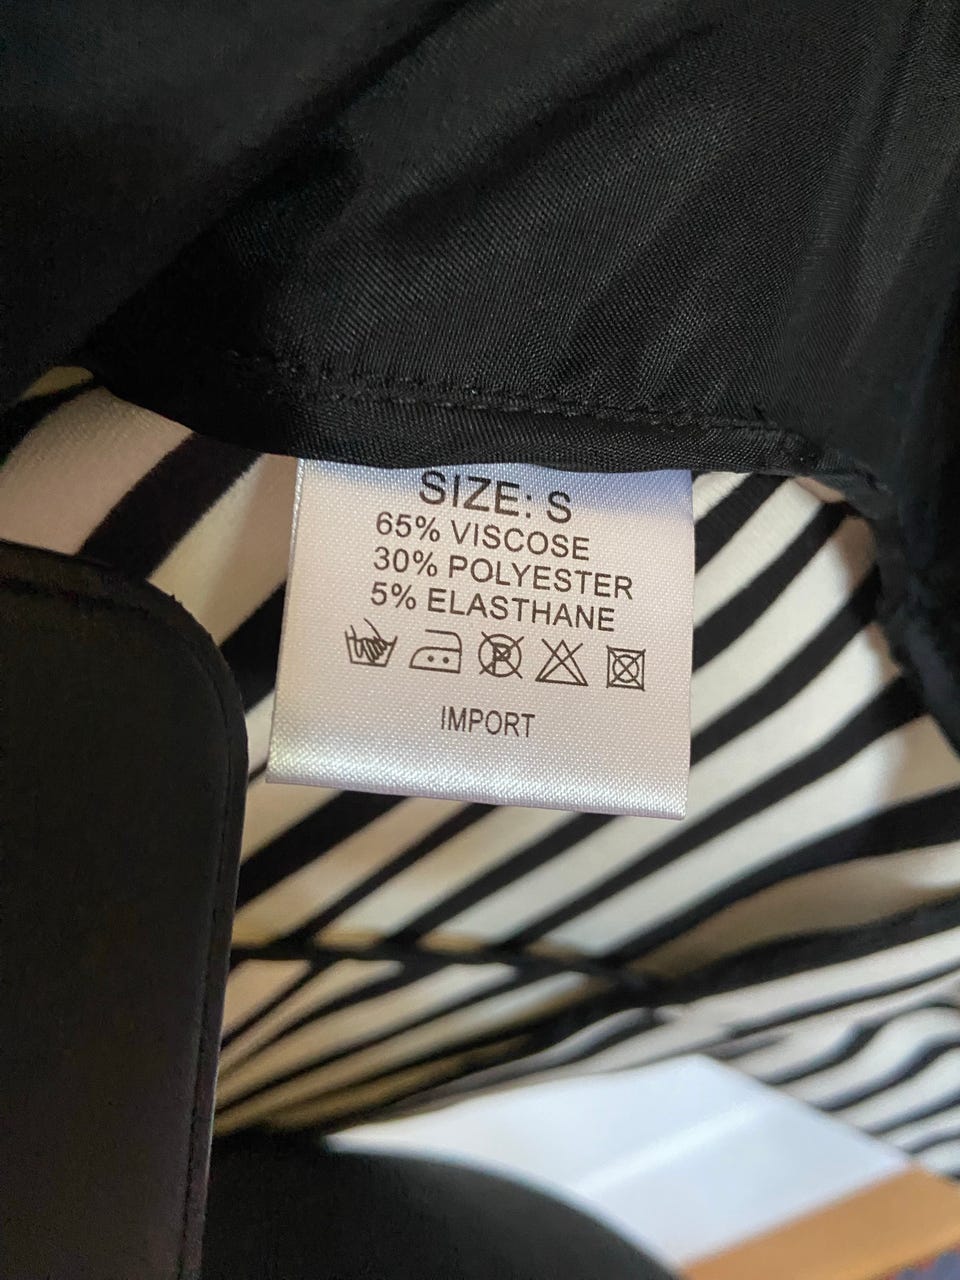 SIZE: S
65% VISCOSE
30% POLYESTER
5% ELASTHANE
P
IMPORT